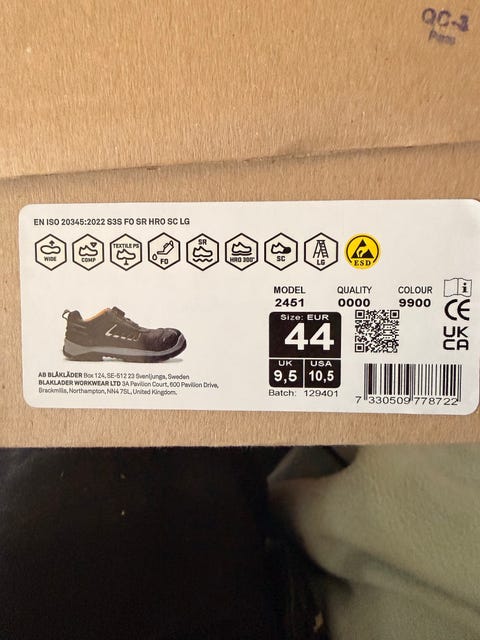 QC-1
Pass
EN ISO 20345:2022 S3S FO SR HRO SC LG
WIDE
COMP
TEXTILE PS
FO
SR
HRO 300°
SC
LG
ESD
MODEL QUALITY COLOUR
2451 0000 9900
Size: EUR
44
UK USA
9,5 10,5
Batch: 129401
CE
UK
CA
7 330509 778722
AB BLÅKLÄDER Box 124, SE-512 23 Svenljunga, Sweden
BLAKLADER WORKWEAR LTD 3A Pavilion Court, 600 Pavilion Drive,
Brackmills, Northampton, NN4 7SL, United Kingdom.